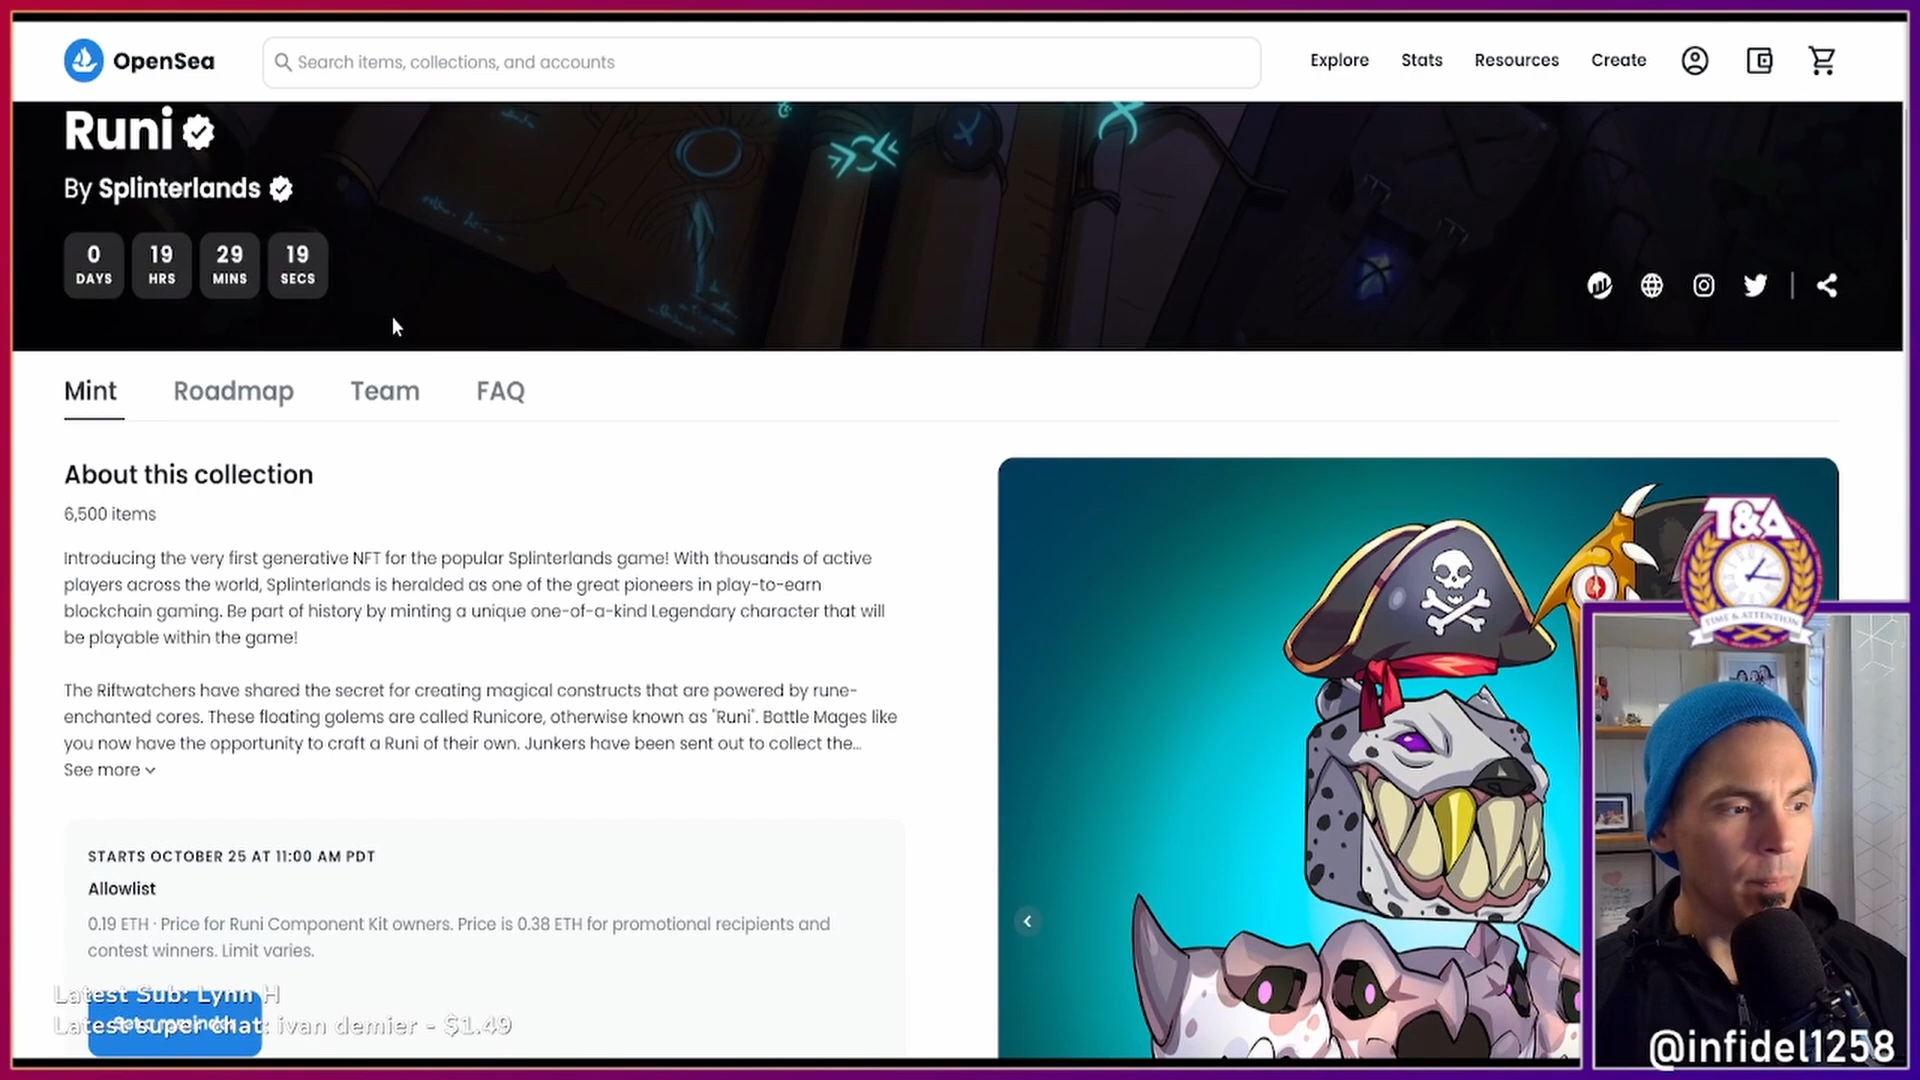 OpenSea
Search items, collections, and accounts
Explore
Stats
Resources
Create
Runi
By Splinterlands
0 19 29 19
DAYS HRS MINS SECS
Mint
Roadmap
Team
FAQ
About this collection
6,500 items
Introducing the very first generative NFT for the popular Splinterlands game! With thousands of active
players across the world, Splinterlands is heralded as one of the great pioneers in play-to-earn
blockchain gaming. Be part of history by minting a unique one-of-a-kind Legendary character that will
be playable within the game!
The Riftwatchers have shared the secret for creating magical constructs that are powered by rune-
enchanted cores. These floating golems are called Runicore, otherwise known as "Runi". Battle Mages like
you now have the opportunity to craft a Runi of their own. Junkers have been sent out to collect the...
See more
STARTS OCTOBER 25 AT 11:00 AM PDT
Allowlist
0.19 ETH · Price for Runi Component Kit owners. Price is 0.38 ETH for promotional recipients and
contest winners. Limit varies.
Latest Sub: Lynn H
Latest super chat: ivan demier - $1.49
T&A
TIME & ATTENTION
@infidel1258